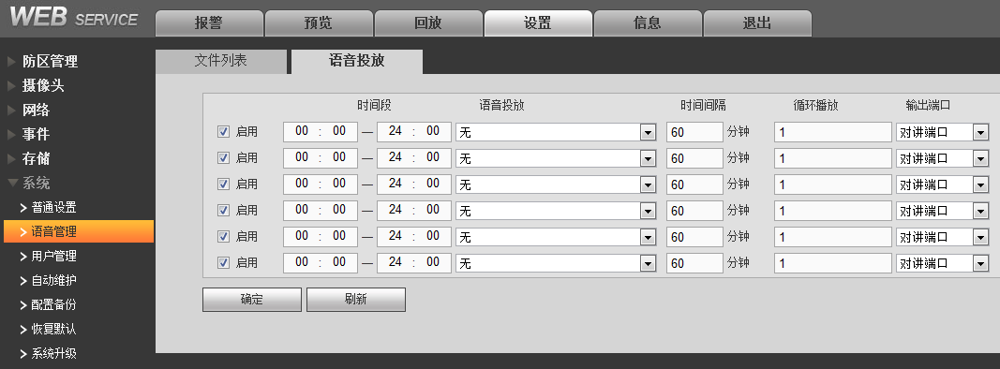 WEB SERVICE
报警 预览 回放 设置 信息 退出
防区管理
摄像头
网络
事件
存储
系统
普通设置
语音管理
用户管理
自动维护
配置备份
恢复默认
系统升级
文件列表 语音投放
时间段 语音投放 时间间隔 循环播放 输出端口
启用 00 : 00 — 24 : 00 无 60 分钟 1 对讲端口
启用 00 : 00 — 24 : 00 无 60 分钟 1 对讲端口
启用 00 : 00 — 24 : 00 无 60 分钟 1 对讲端口
启用 00 : 00 — 24 : 00 无 60 分钟 1 对讲端口
启用 00 : 00 — 24 : 00 无 60 分钟 1 对讲端口
启用 00 : 00 — 24 : 00 无 60 分钟 1 对讲端口
确定 刷新